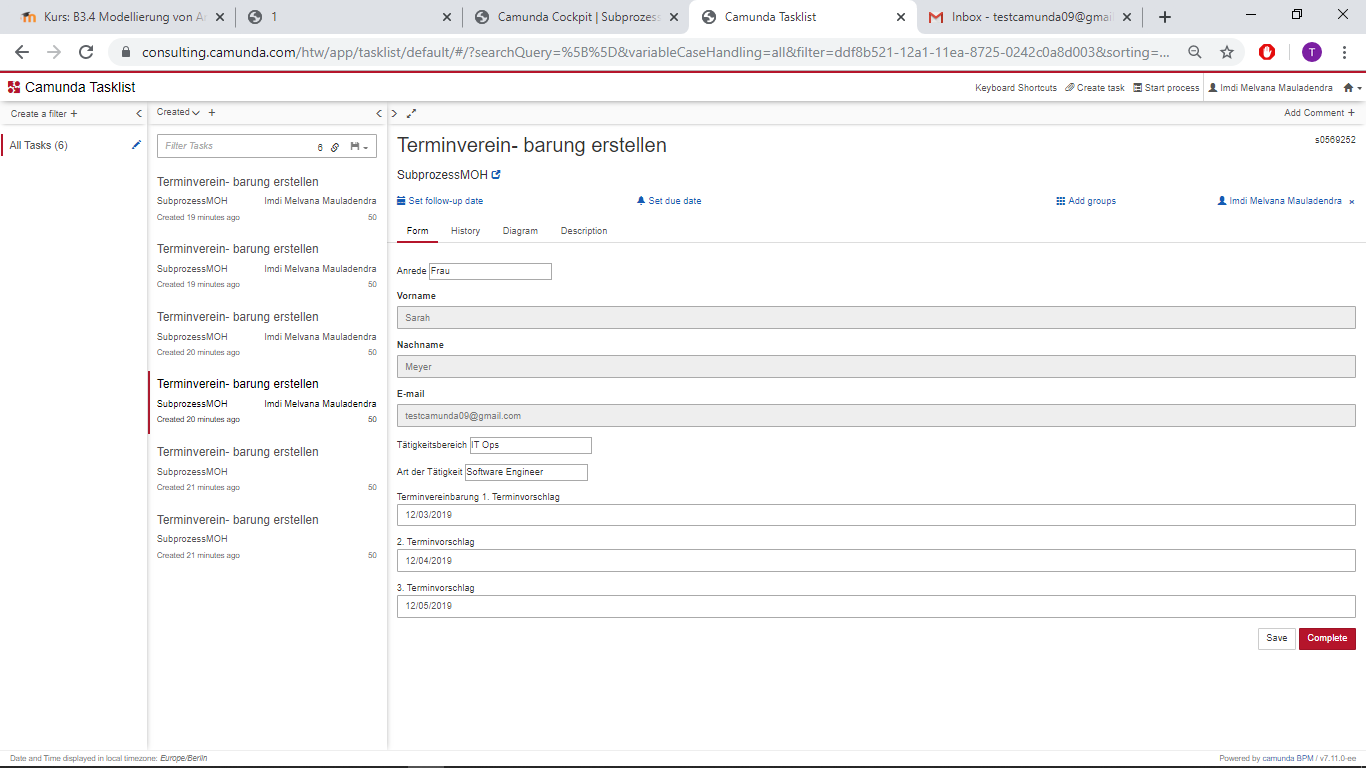 Kurs: B3.4 Modellierung von A
1
Camunda Cockpit | Subprozess
Camunda Tasklist
Inbox - testcamunda09@gmai
consulting.camunda.com/htw/app/tasklist/default/#/?searchQuery=%5B%5D&variableCaseHandling=all&filter=ddf8b521-12a1-11ea-8725-0242c0a8d003&sorting=...
T
Camunda Tasklist
Keyboard Shortcuts
Create task
Start process
Imdi Melvana Mauladendra
Create a filter +
All Tasks (6)
Created
Filter Tasks
6
Terminverein- barung erstellen
SubprozessMOH Imdi Melvana Mauladendra
Created 19 minutes ago 50
Terminverein- barung erstellen
SubprozessMOH Imdi Melvana Mauladendra
Created 19 minutes ago 50
Terminverein- barung erstellen
SubprozessMOH Imdi Melvana Mauladendra
Created 20 minutes ago 50
Terminverein- barung erstellen
SubprozessMOH Imdi Melvana Mauladendra
Created 20 minutes ago 50
Terminverein- barung erstellen
SubprozessMOH
Created 21 minutes ago 50
Terminverein- barung erstellen
SubprozessMOH
Created 21 minutes ago 50
Add Comment +
Terminverein- barung erstellen
s0569252
SubprozessMOH
Set follow-up date
Set due date
Add groups
Imdi Melvana Mauladendra ×
Form
History
Diagram
Description
Anrede Frau
Vorname
Sarah
Nachname
Meyer
E-mail
testcamunda09@gmail.com
Tätigkeitsbereich IT Ops
Art der Tätigkeit Software Engineer
Terminvereinbarung 1. Terminvorschlag
12/03/2019
2. Terminvorschlag
12/04/2019
3. Terminvorschlag
12/05/2019
Save
Complete
Date and Time displayed in local timezone: Europe/Berlin
Powered by camunda BPM / v7.11.0-ee